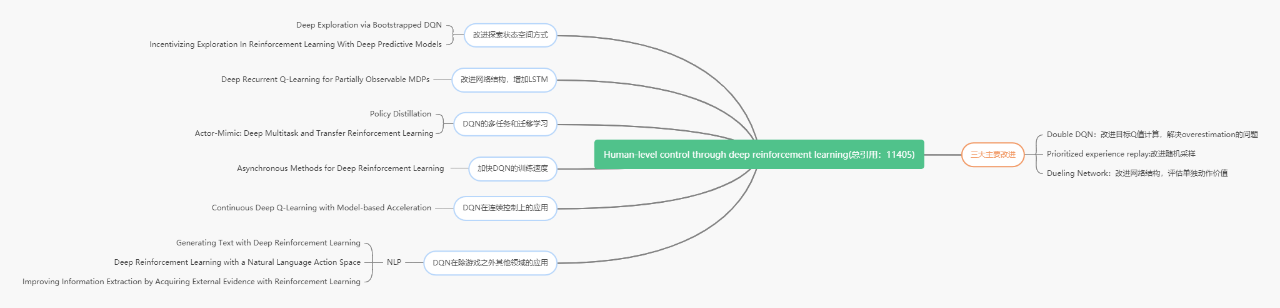 Deep Exploration via Bootstrapped DQN
Incentivizing Exploration In Reinforcement Learning With Deep Predictive Models
改进探索状态空间方式
Deep Recurrent Q-Learning for Partially Observable MDPs
改进网络结构，增加LSTM
Policy Distillation
Actor-Mimic: Deep Multitask and Transfer Reinforcement Learning
DQN的多任务和迁移学习
Asynchronous Methods for Deep Reinforcement Learning
加快DQN的训练速度
Continuous Deep Q-Learning with Model-based Acceleration
DQN在连续控制上的应用
Generating Text with Deep Reinforcement Learning
Deep Reinforcement Learning with a Natural Language Action Space
Improving Information Extraction by Acquiring External Evidence with Reinforcement Learning
NLP
DQN在除游戏之外其他领域的应用
Human-level control through deep reinforcement learning(总引用：11405)
三大主要改进
Double DQN：改进目标Q值计算，解决overestimation的问题
Prioritized experience replay:改进随机采样
Dueling Network：改进网络结构，评估单独动作价值